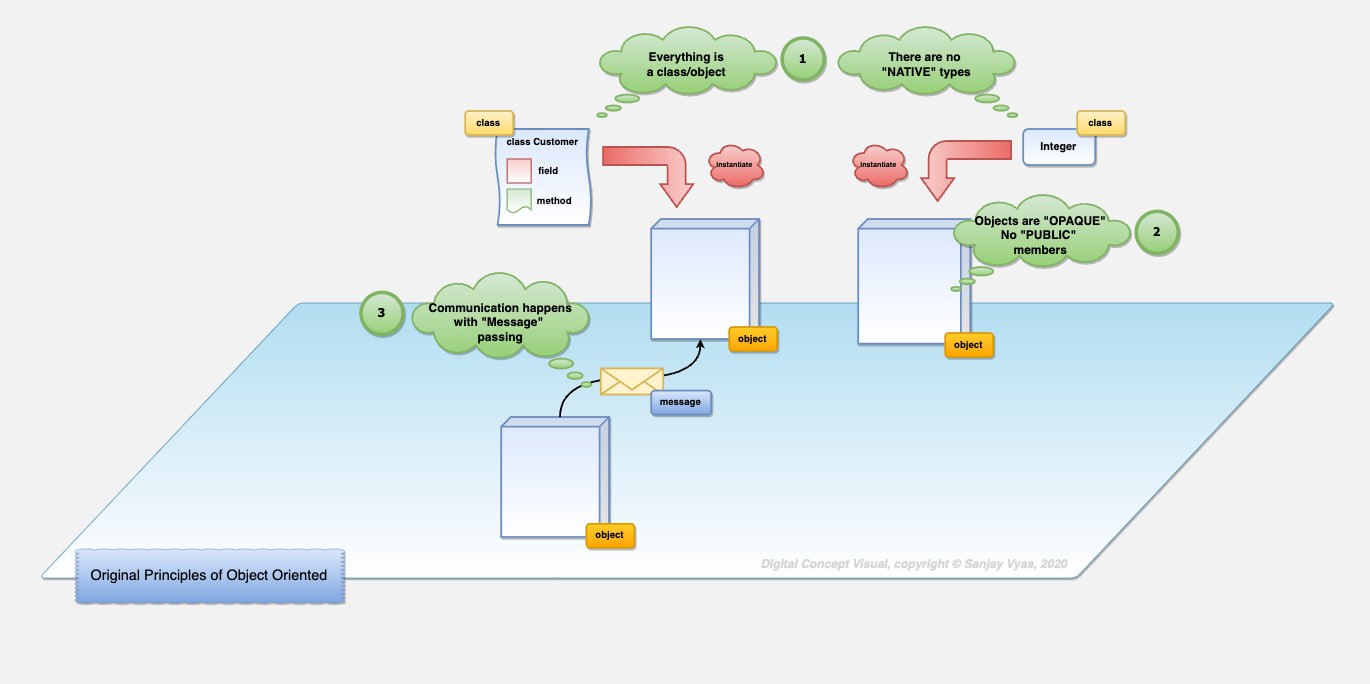 Everything is
a class/object
1
There are no
"NATIVE" types
class
class Customer
field
method
instantiate
instantiate
class
Integer
Objects are "OPAQUE"
No "PUBLIC"
members
2
3
Communication happens
with "Message"
passing
object
object
message
object
Digital Concept Visual, copyright © Sanjay Vyas, 2020
Original Principles of Object Oriented